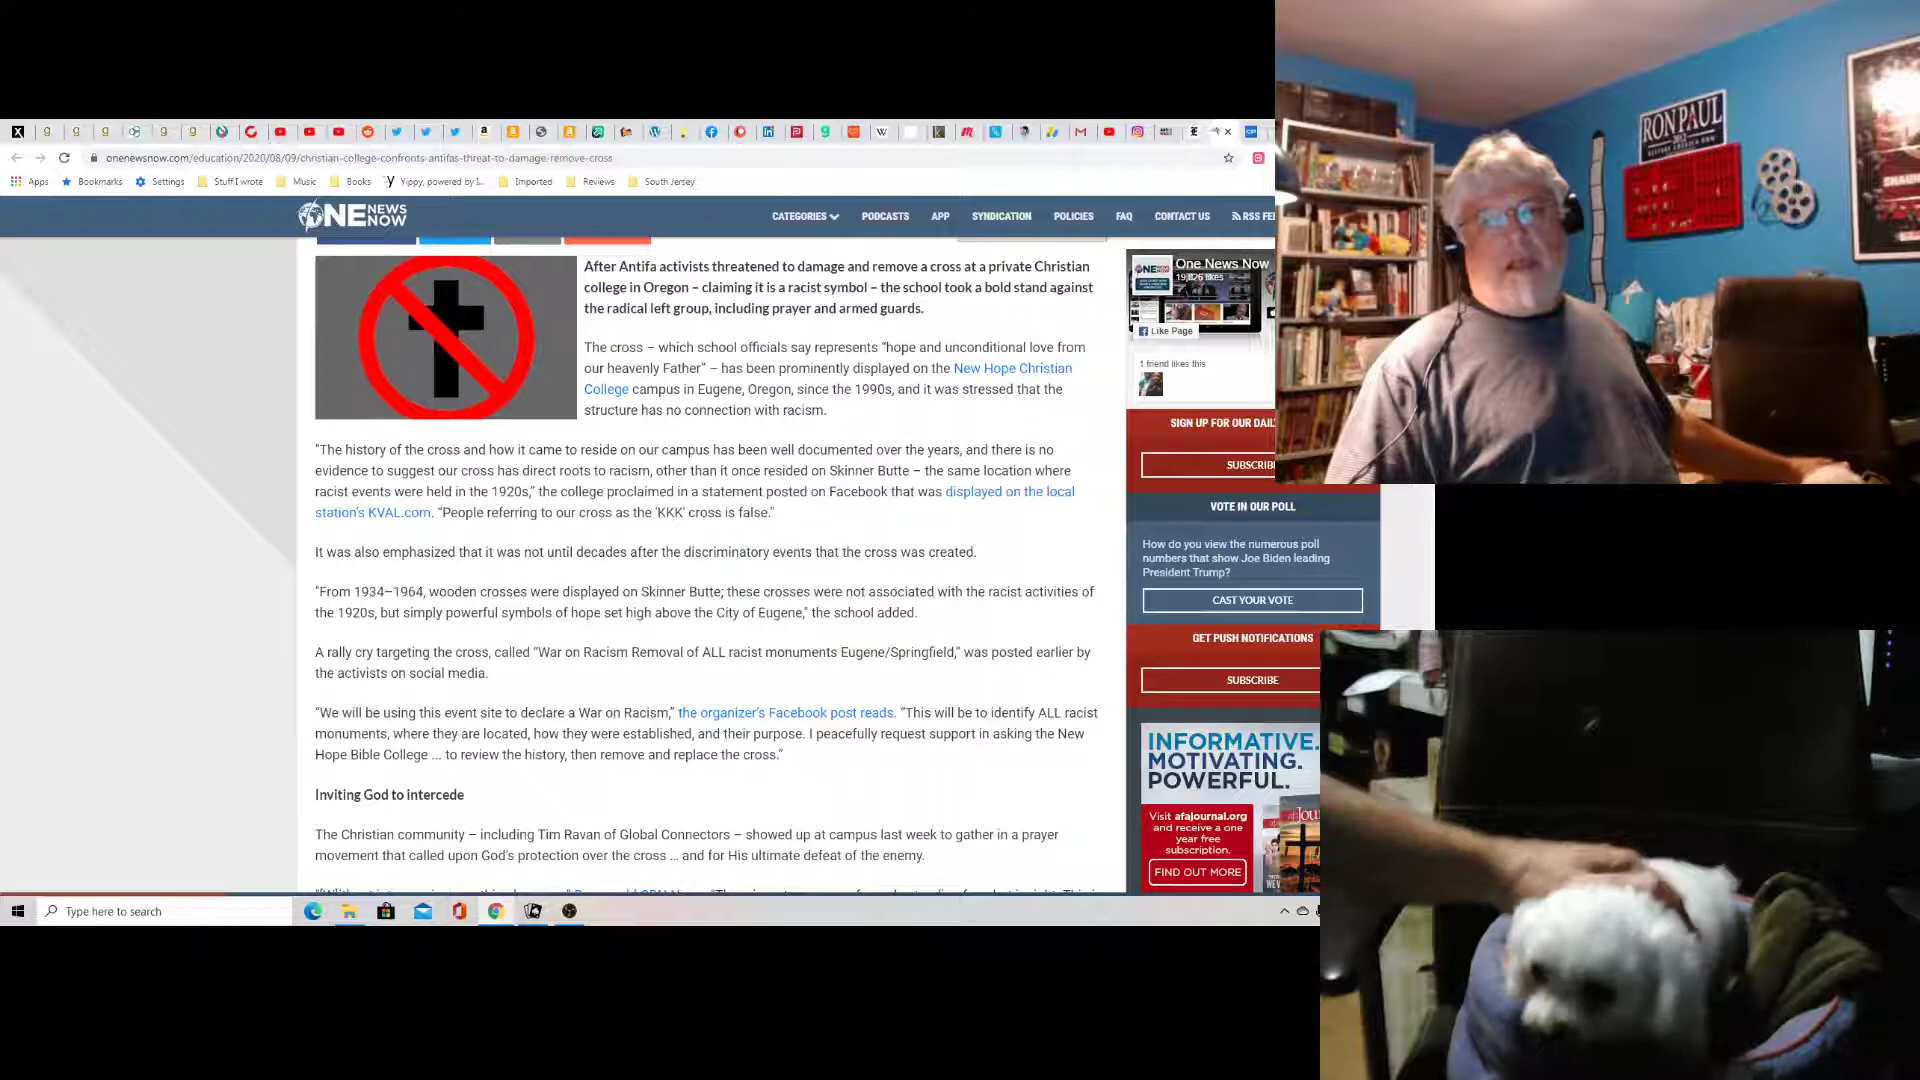 onenewsnow.com/education/2020/08/09/christian-college-confronts-antifas-threat-to-damage-remove-cross
Apps Bookmarks Settings Stuff I wrote Music Books Yippy, powered by I... Imported Reviews South Jersey
ONE NEWS NOW
CATEGORIES PODCASTS APP SYNDICATION POLICIES FAQ CONTACT US RSS FE
After Antifa activists threatened to damage and remove a cross at a private Christian
college in Oregon – claiming it is a racist symbol – the school took a bold stand against
the radical left group, including prayer and armed guards.
The cross – which school officials say represents “hope and unconditional love from
our heavenly Father” – has been prominently displayed on the New Hope Christian
College campus in Eugene, Oregon, since the 1990s, and it was stressed that the
structure has no connection with racism.
"The history of the cross and how it came to reside on our campus has been well documented over the years, and there is no
evidence to suggest our cross has direct roots to racism, other than it once resided on Skinner Butte – the same location where
racist events were held in the 1920s,” the college proclaimed in a statement posted on Facebook that was displayed on the local
station’s KVAL.com. “People referring to our cross as the ‘KKK’ cross is false."
It was also emphasized that it was not until decades after the discriminatory events that the cross was created.
"From 1934–1964, wooden crosses were displayed on Skinner Butte; these crosses were not associated with the racist activities of
the 1920s, but simply powerful symbols of hope set high above the City of Eugene," the school added.
A rally cry targeting the cross, called “War on Racism Removal of ALL racist monuments Eugene/Springfield,” was posted earlier by
the activists on social media.
“We will be using this event site to declare a War on Racism,” the organizer’s Facebook post reads. “This will be to identify ALL racist
monuments, where they are located, how they were established, and their purpose. I peacefully request support in asking the New
Hope Bible College ... to review the history, then remove and replace the cross.”
Inviting God to intercede
The Christian community – including Tim Ravan of Global Connectors – showed up at campus last week to gather in a prayer
movement that called upon God’s protection over the cross ... and for His ultimate defeat of the enemy.
One News Now
19,826 likes
Like Page
1 friend likes this
SIGN UP FOR OUR DAIL
SUBSCRIB
VOTE IN OUR POLL
How do you view the numerous poll
numbers that show Joe Biden leading
President Trump?
CAST YOUR VOTE
GET PUSH NOTIFICATIONS
SUBSCRIBE
INFORMATIVE.
MOTIVATING.
POWERFUL.
Visit afajournal.org
and receive a one
year free
subscription.
FIND OUT MORE
Type here to search
RON PAUL